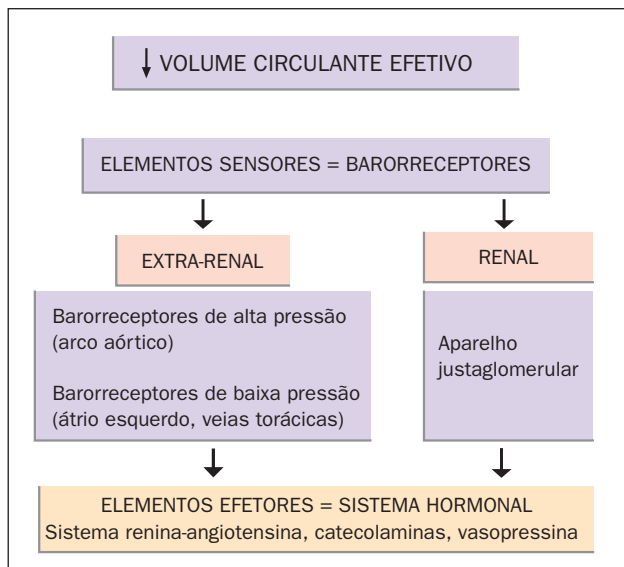 ↓ VOLUME CIRCULANTE EFETIVO
ELEMENTOS SENSORES = BARORRECEPTORES
EXTRA-RENAL
Barorreceptores de alta pressão
(arco aórtico)
Barorreceptores de baixa pressão
(átrio esquerdo, veias torácicas)
RENAL
Aparelho
justaglomerular
ELEMENTOS EFETORES = SISTEMA HORMONAL
Sistema renina-angiotensina, catecolaminas, vasopressina